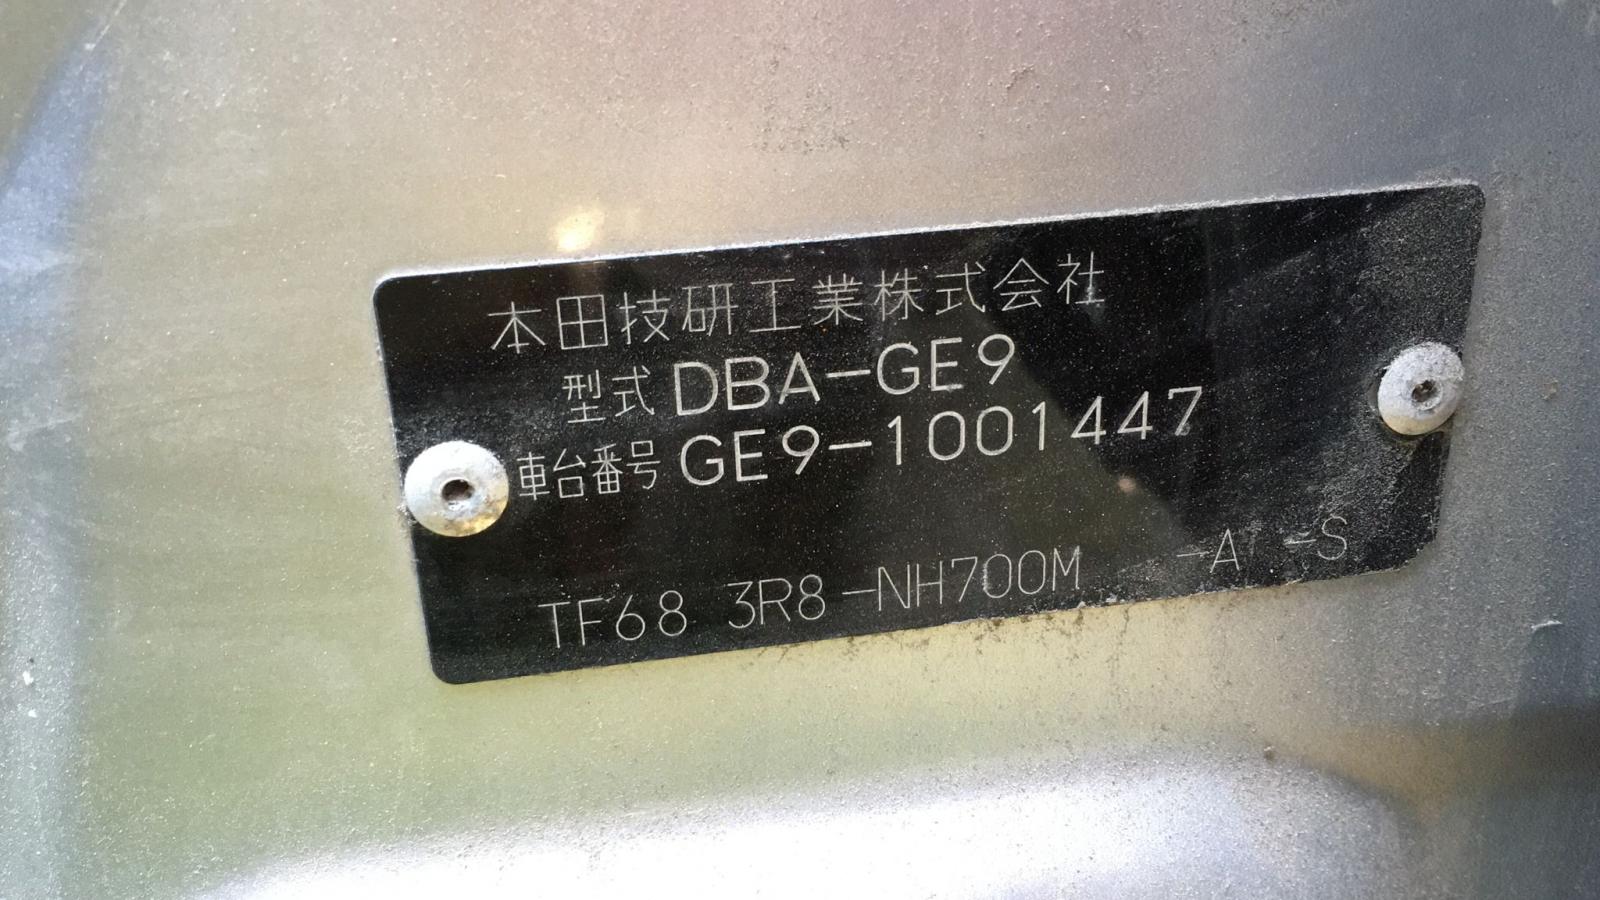 本田技研工業株式会社
型式 DBA-GE9
車台番号 GE9-1001447
TF68 3R8-NH700M -A -S